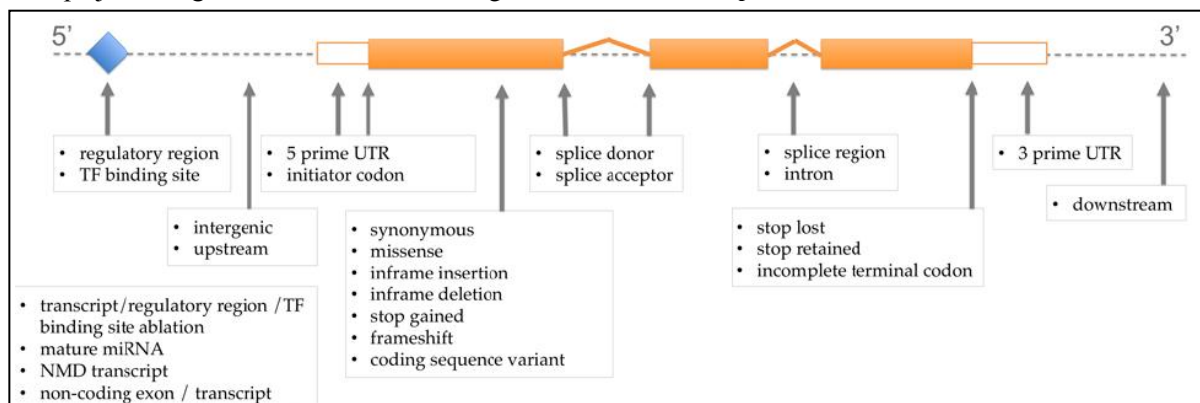 5’
3’
• regulatory region
• TF binding site
• 5 prime UTR
• initiator codon
• splice donor
• splice acceptor
• splice region
• intron
• 3 prime UTR
• intergenic
• upstream
• synonymous
• missense
• inframe insertion
• inframe deletion
• stop gained
• frameshift
• coding sequence variant
• stop lost
• stop retained
• incomplete terminal codon
• downstream
• transcript/regulatory region /TF
binding site ablation
• mature miRNA
• NMD transcript
• non-coding exon / transcript